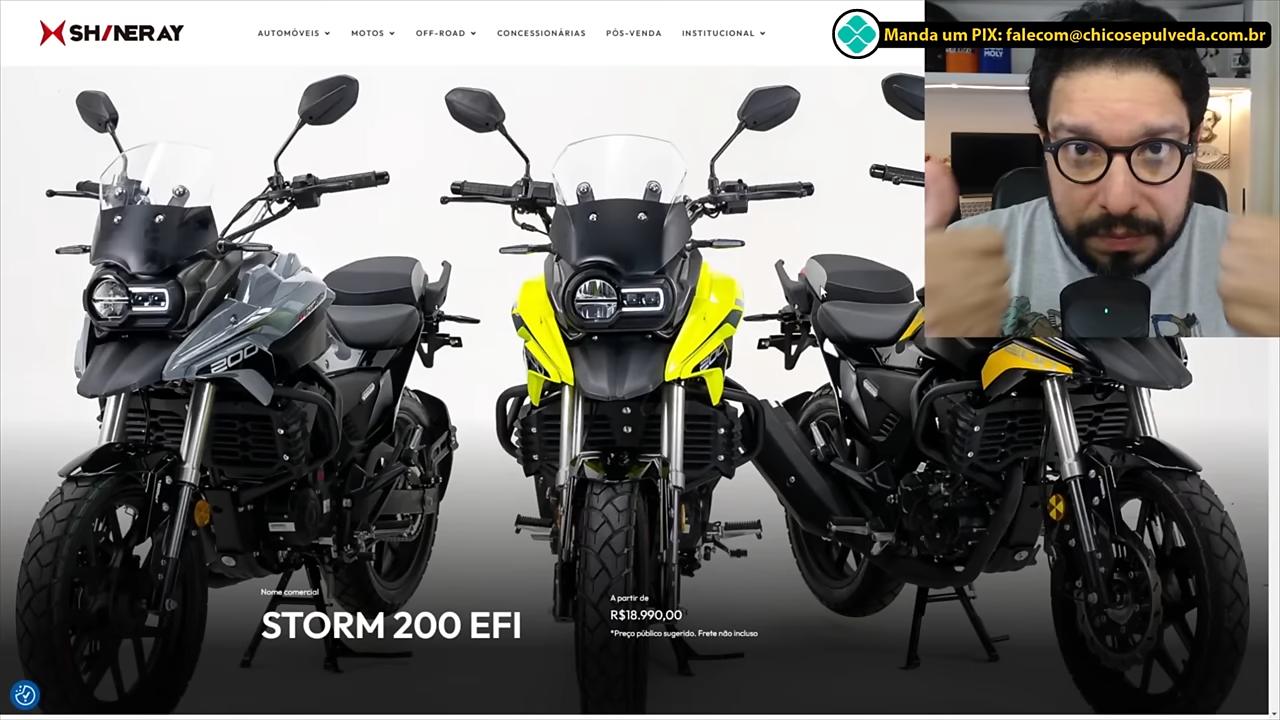 SHINERAY
AUTOMÓVEIS
MOTOS
OFF-ROAD
CONCESSIONÁRIAS
PÓS-VENDA
INSTITUCIONAL
Manda um PIX: falecom@chicosepulveda.com.br
MOLY
200
Nome comercial
STORM 200 EFI
A partir de
R$18.990,00
*Preço público sugerido. Frete não incluso